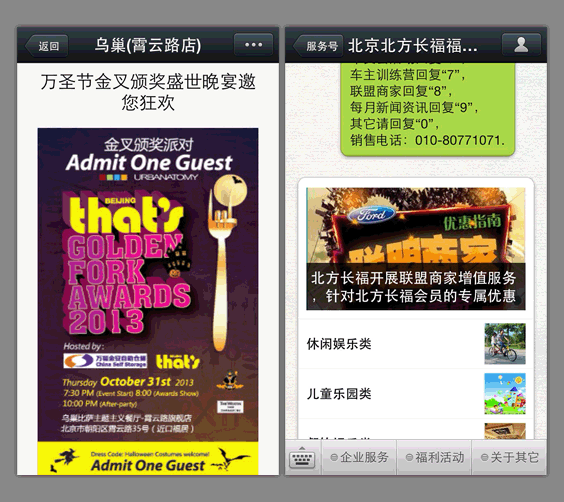 返回
乌巢(霄云路店)
万圣节金叉颁奖盛世晚宴邀
您狂欢
金叉颁奖派对
Admit One Guest
URBANATOMY
BEIJING
that's
GOLDEN
FORK
AWARDS
2013
Hosted by:
万福金安自助仓储
China Self Storage
that's
Thursday October 31st 2013
7:30 PM (Event Start) 8:00 (Awards Show)
10:00 PM (After-party)
乌巢比萨主题主义餐厅-霄云路旗舰店
北京市朝阳区霄云路35号（近口福居）
Dress Code: Halloween Costumes welcome!
Admit One Guest
服务号
北京北方长福福...
车主训练营回复“7”，
联盟商家回复“8”，
每月新闻资讯回复“9”，
其它请回复“0”，
销售电话：010-80771071.
Ford
优惠指南
联盟商家
北方长福开展联盟商家增值服务
，针对北方长福会员的专属优惠
休闲娱乐类
儿童乐园类
企业服务
福利活动
关于其它